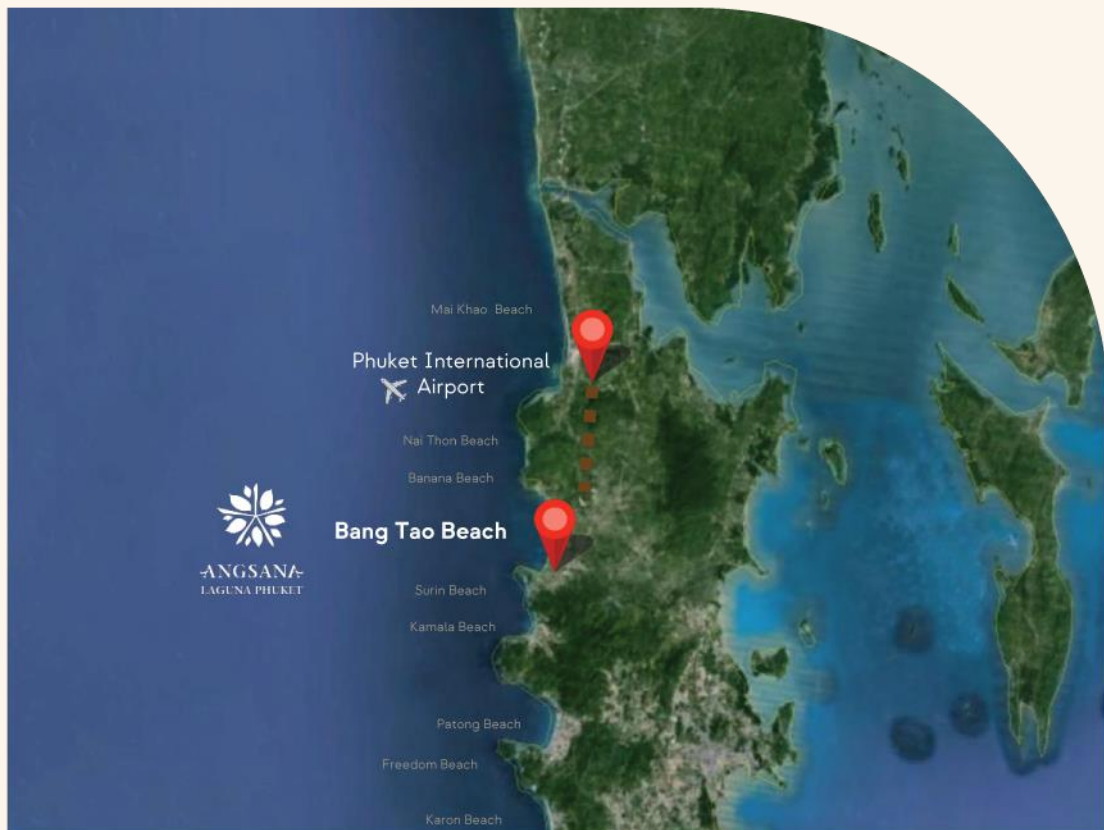 Mai Khao Beach
Phuket International
Airport
Nai Thon Beach
Banana Beach
Bang Tao Beach
ANGSANA
LAGUNA PHUKET
Surin Beach
Kamala Beach
Patong Beach
Freedom Beach
Karon Beach